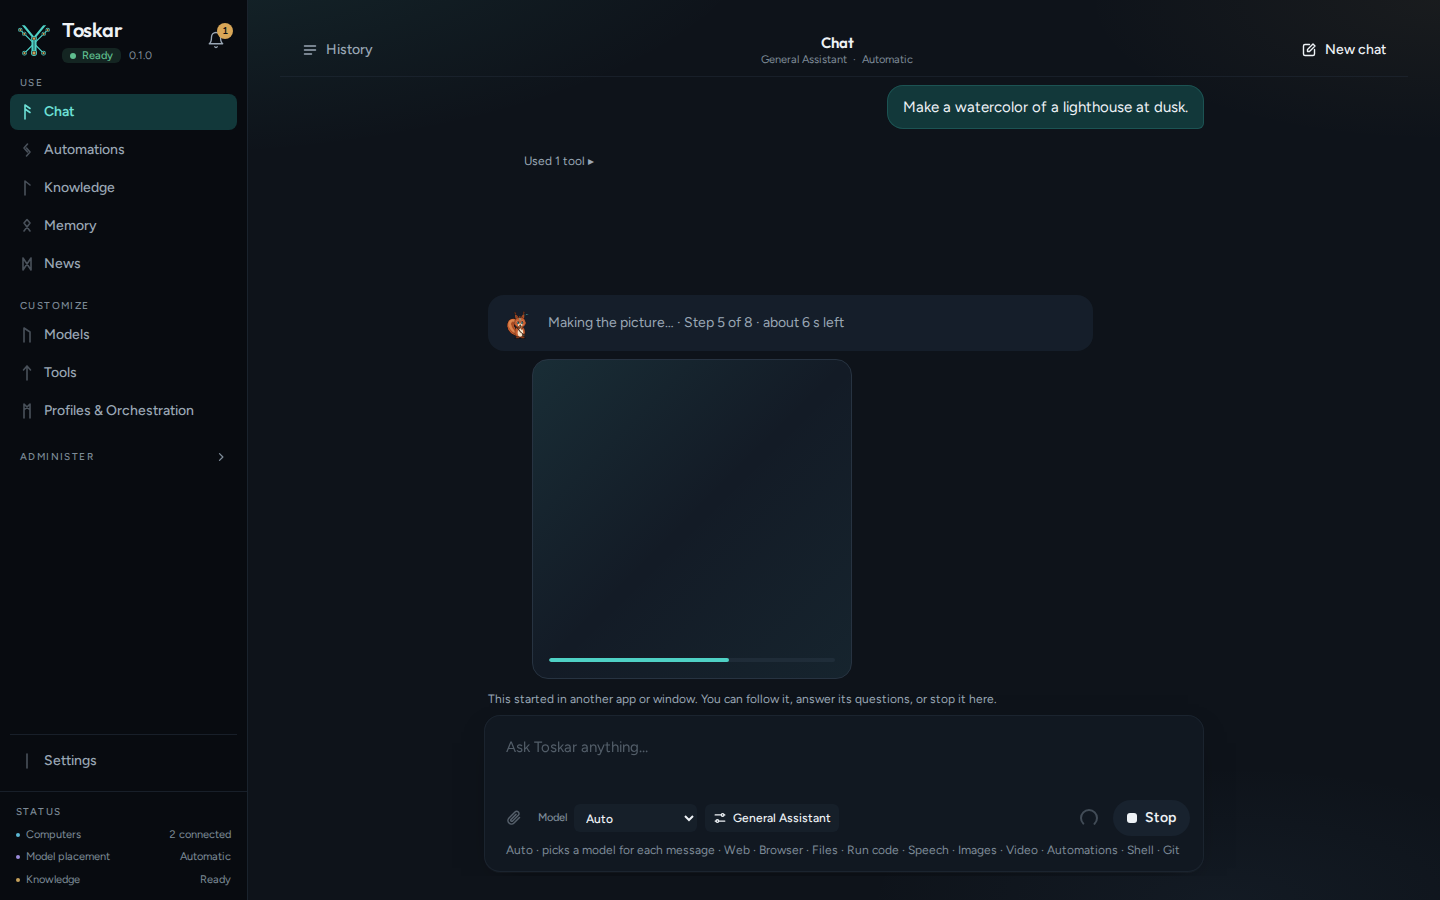 Toskar
Ready 0.1.0
1
USE
Chat
Automations
Knowledge
Memory
News
CUSTOMIZE
Models
Tools
Profiles & Orchestration
ADMINISTER
Settings
STATUS
Computers 2 connected
Model placement Automatic
Knowledge Ready
History
Chat
General Assistant · Automatic
New chat
Make a watercolor of a lighthouse at dusk.
Used 1 tool ▸
Making the picture... · Step 5 of 8 · about 6 s left
This started in another app or window. You can follow it, answer its questions, or stop it here.
Ask Toskar anything...
Model Auto General Assistant Stop
Auto · picks a model for each message · Web · Browser · Files · Run code · Speech · Images · Video · Automations · Shell · Git